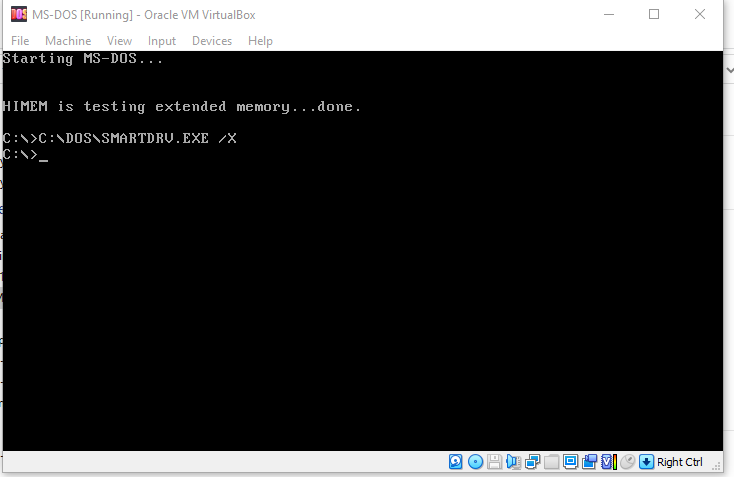 MS-DOS [Running] - Oracle VM VirtualBox
File Machine View Input Devices Help
Starting MS-DOS...
HIMEM is testing extended memory...done.
C:\>C:\DOS\SMARTDRV.EXE /X
C:\>_
Right Ctrl